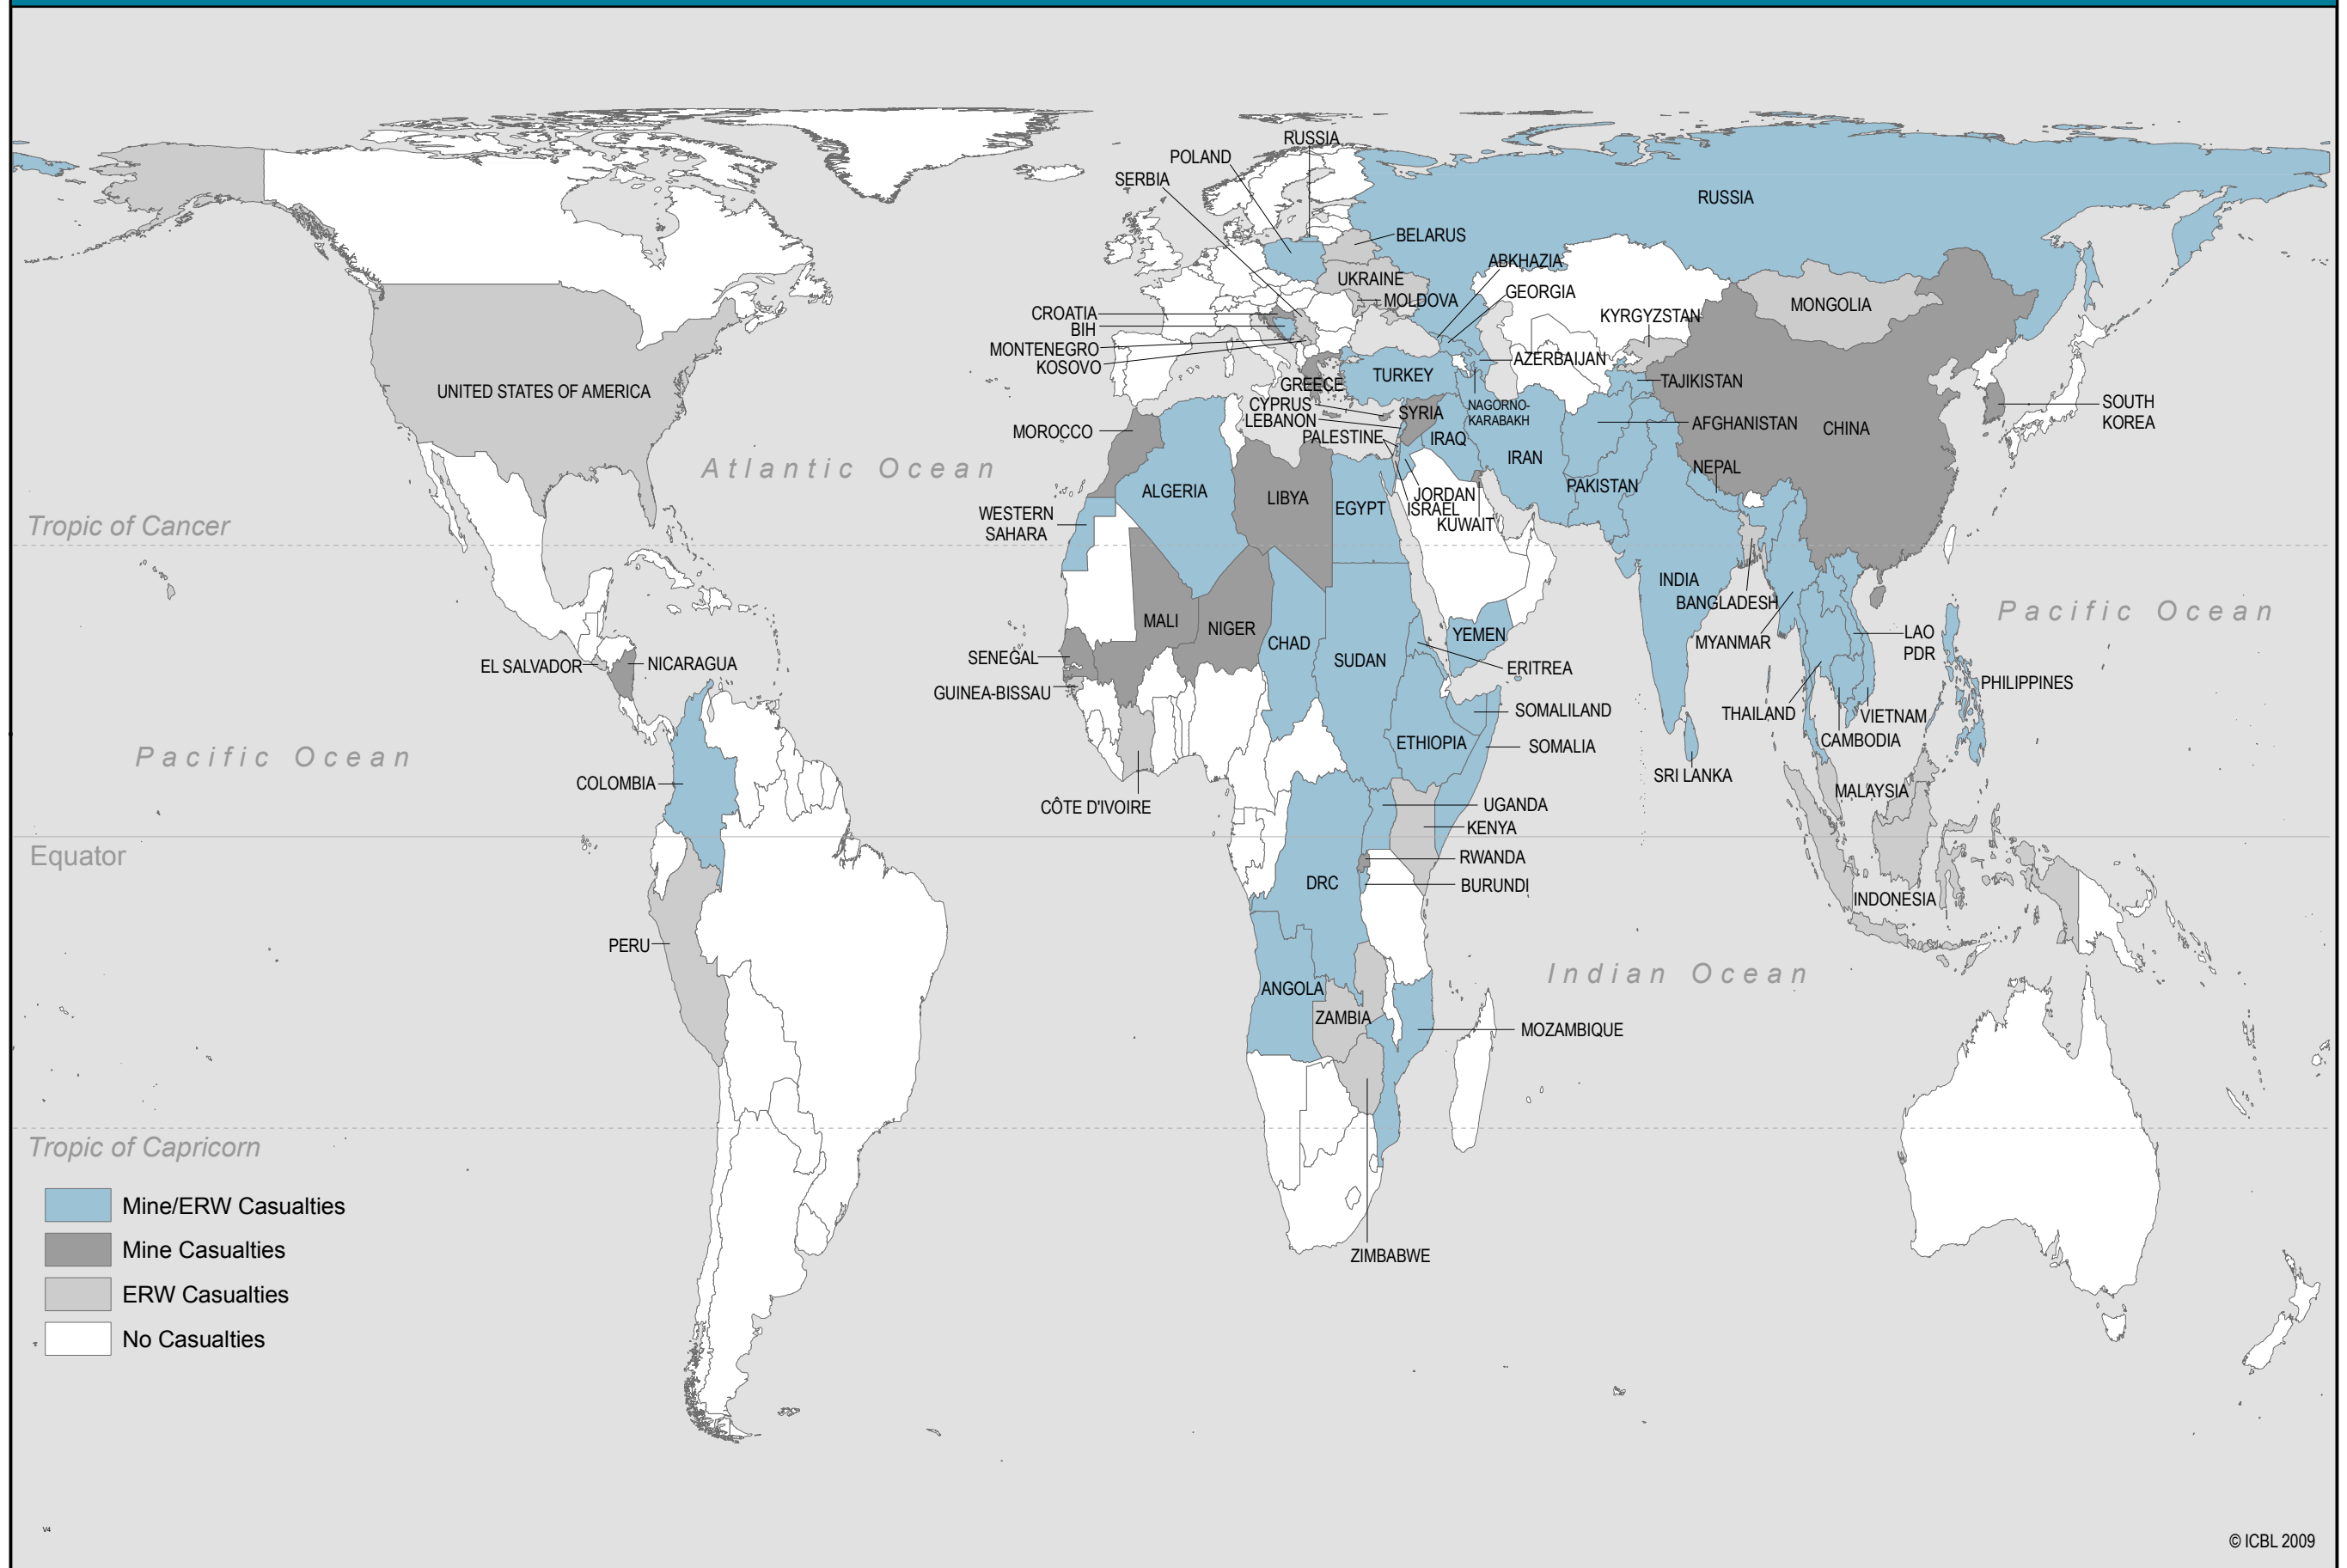 RUSSIA
POLAND
SERBIA
RUSSIA
BELARUS
ABKHAZIA
UKRAINE
GEORGIA
MOLDOVA
MONGOLIA
CROATIA
KYRGYZSTAN
BIH
MONTENEGRO
AZERBAIJAN
KOSOVO
TURKEY
TAJIKISTAN
GREECE
UNITED STATES OF AMERICA
CYPRUS
NAGORNO-
KARABAKH
SYRIA
SOUTH
KOREA
LEBANON
AFGHANISTAN
CHINA
MOROCCO
PALESTINE
IRAQ
IRAN
Atlantic Ocean
NEPAL
ALGERIA
LIBYA
PAKISTAN
JORDAN
EGYPT
ISRAEL
WESTERN
SAHARA
KUWAIT
Tropic of Cancer
INDIA
BANGLADESH
Pacific Ocean
MALI
NIGER
CHAD
YEMEN
MYANMAR
LAO
PDR
SENEGAL
SUDAN
EL SALVADOR
NICARAGUA
ERITREA
PHILIPPINES
GUINEA-BISSAU
SOMALILAND
THAILAND
VIETNAM
ETHIOPIA
SOMALIA
CAMBODIA
Pacific Ocean
SRI LANKA
COLOMBIA
MALAYSIA
CÔTE D'IVOIRE
UGANDA
KENYA
Equator
RWANDA
DRC
BURUNDI
INDONESIA
PERU
Indian Ocean
ANGOLA
ZAMBIA
MOZAMBIQUE
Tropic of Capricorn
Mine/ERW Casualties
Mine Casualties
ZIMBABWE
ERW Casualties
No Casualties
V4
© ICBL 2009